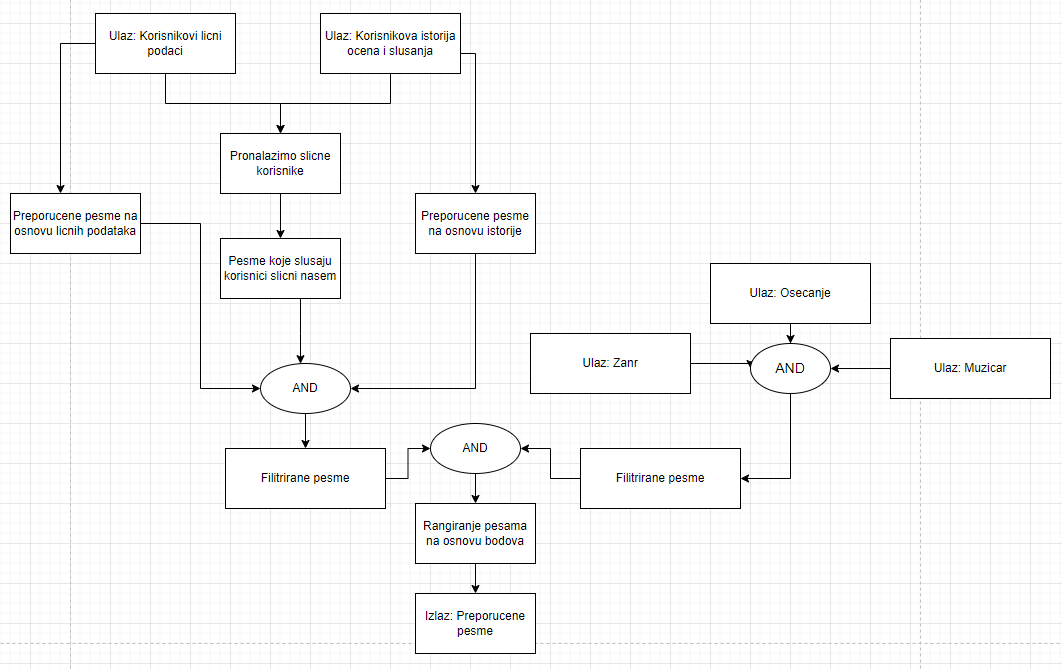 Ulaz: Korisnikovi licni
podaci
Ulaz: Korisnikova istorija
ocena i slusanja
Pronalazimo slicne
korisnike
Preporucene pesme na
osnovu licnih podataka
Preporucene pesme
na osnovu istorije
Pesme koje slusaju
korisnici slicni nasem
Ulaz: Osecanje
Ulaz: Zanr
AND
Ulaz: Muzicar
AND
AND
Filitrirane pesme
Filitrirane pesme
Rangiranje pesama
na osnovu bodova
Izlaz: Preporucene
pesme